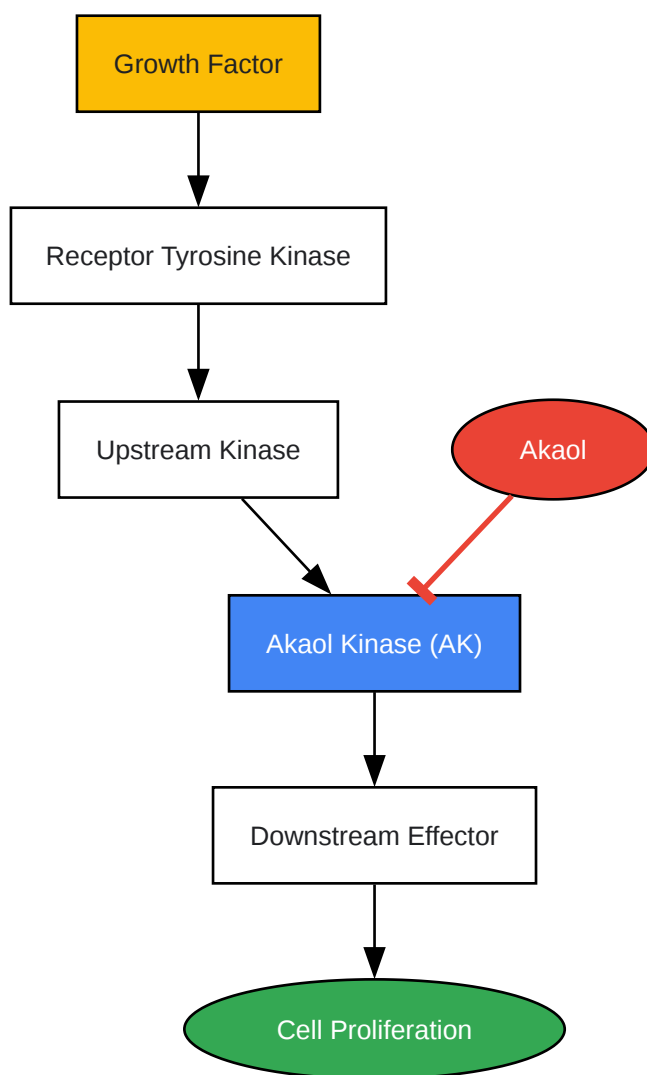 Growth Factor
Receptor Tyrosine Kinase
Upstream Kinase
Akaol
Akaol Kinase (AK)
Downstream Effector
Cell Proliferation